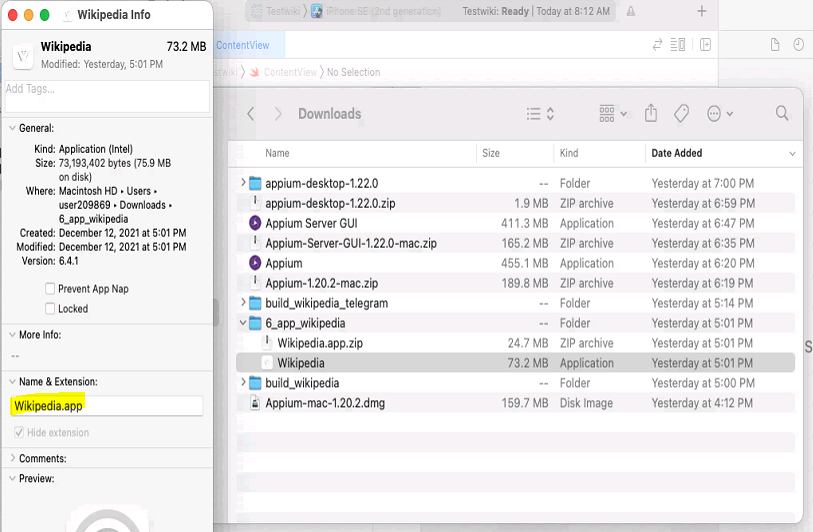 Wikipedia Info
Wikipedia 73.2 MB
Modified: Yesterday, 5:01 PM
Add Tags...
General:
Kind: Application (Intel)
Size: 73,193,402 bytes (75.9 MB
on disk)
Where: Macintosh HD ▸ Users ▸
user209869 ▸ Downloads ▸
6_app_wikipedia
Created: December 12, 2021 at 5:01 PM
Modified: December 12, 2021 at 5:01 PM
Version: 6.4.1
Prevent App Nap
Locked
More Info:
--
Name & Extension:
Wikipedia.app
Hide extension
Comments:
Preview:
Testwiki iPhone SE (2nd generation) Testwiki: Ready | Today at 8:12 AM
ContentView
stwiki ContentView No Selection
Downloads
Name Size Kind Date Added
appium-desktop-1.22.0 -- Folder Yesterday at 7:00 PM
appium-desktop-1.22.0.zip 1.9 MB ZIP archive Yesterday at 6:59 PM
Appium Server GUI 411.3 MB Application Yesterday at 6:47 PM
Appium-Server-GUI-1.22.0-mac.zip 165.2 MB ZIP archive Yesterday at 6:35 PM
Appium 455.1 MB Application Yesterday at 6:20 PM
Appium-1.20.2-mac.zip 189.8 MB ZIP archive Yesterday at 6:19 PM
build_wikipedia_telegram -- Folder Yesterday at 5:14 PM
6_app_wikipedia -- Folder Yesterday at 5:01 PM
Wikipedia.app.zip 24.7 MB ZIP archive Yesterday at 5:01 PM
Wikipedia 73.2 MB Application Yesterday at 5:01 PM
build_wikipedia -- Folder Yesterday at 5:00 PM
Appium-mac-1.20.2.dmg 159.7 MB Disk Image Yesterday at 4:12 PM
S